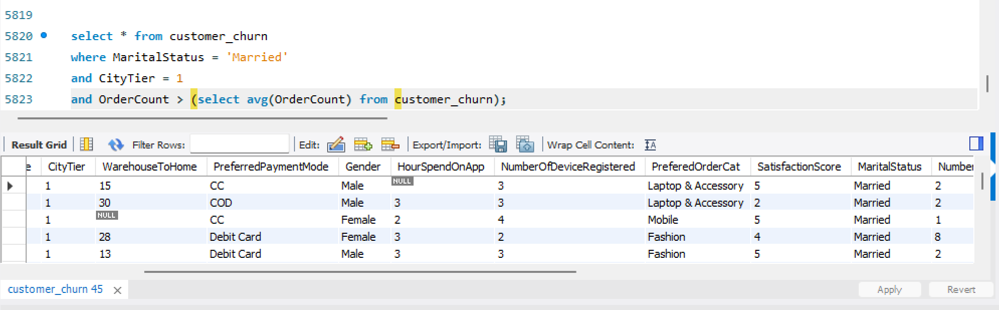 5819
5820 select * from customer_churn
5821 where MaritalStatus = 'Married'
5822 and CityTier = 1
5823 and OrderCount > (select avg(OrderCount) from customer_churn);
Result Grid Filter Rows: Edit: Export/Import: Wrap Cell Content: IA
e CityTier WarehouseToHome PreferredPaymentMode Gender HourSpendOnApp NumberOfDeviceRegistered PreferedOrderCat SatisfactionScore MaritalStatus Number
1 15 CC Male NULL 3 Laptop & Accessory 5 Married 2
1 30 COD Male 3 3 Laptop & Accessory 2 Married 2
1 NULL CC Female 2 4 Mobile 5 Married 1
1 28 Debit Card Female 3 2 Fashion 4 Married 8
1 13 Debit Card Male 3 3 Fashion 5 Married 2
customer_churn 45 Apply Revert